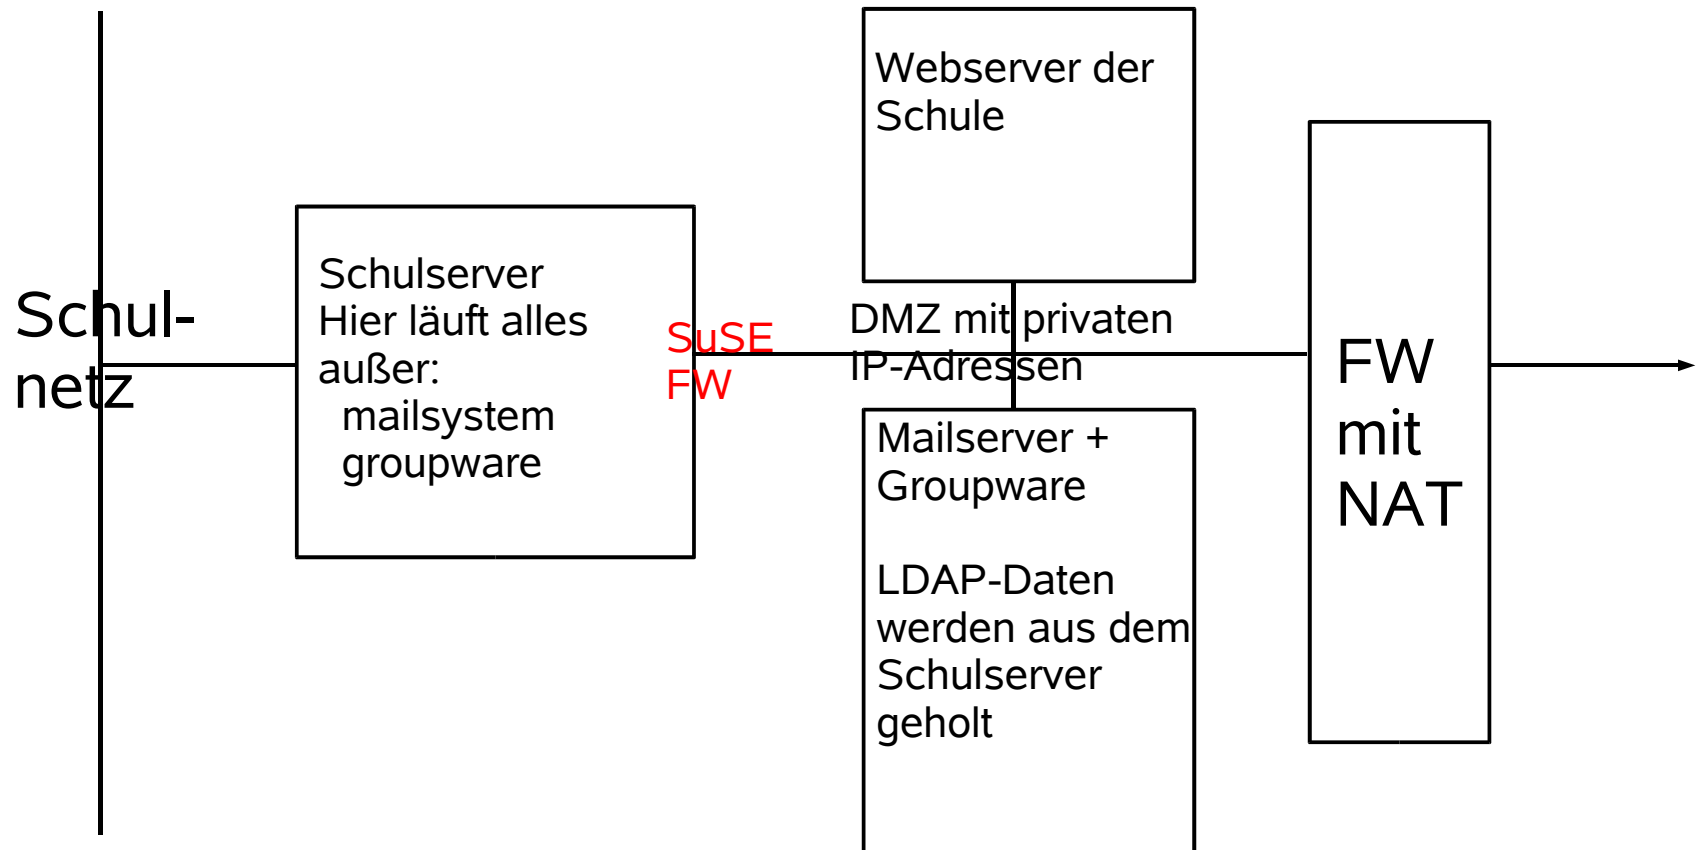 Schul-
netz
Schulserver
Hier läuft alles
außer:
mailsystem
groupware
SuSE
FW
Webserver der
Schule
DMZ mit privaten
IP-Adressen
Mailserver +
Groupware
LDAP-Daten
werden aus dem
Schulserver
geholt
FW
mit
NAT